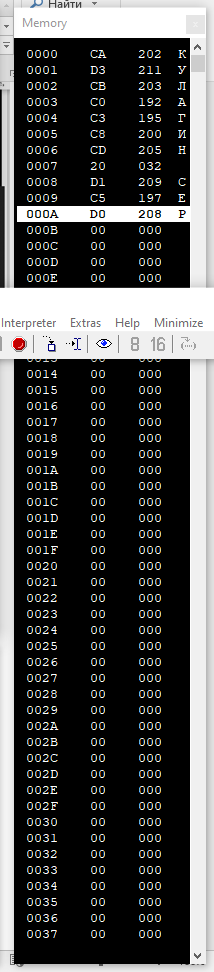 Найти
Memory
0000 CA 202 К
0001 D3 211 У
0002 CB 203 Л
0003 C0 192 А
0004 C3 195 Г
0005 C8 200 И
0006 CD 205 Н
0007 20 032
0008 D1 209 С
0009 C5 197 Е
000A D0 208 Р
000B 00 000
000C 00 000
000D 00 000
000E 00 000
Interpreter Extras Help Minimize
8 16
0013 00 000
0014 00 000
0015 00 000
0016 00 000
0017 00 000
0018 00 000
0019 00 000
001A 00 000
001B 00 000
001C 00 000
001D 00 000
001E 00 000
001F 00 000
0020 00 000
0021 00 000
0022 00 000
0023 00 000
0024 00 000
0025 00 000
0026 00 000
0027 00 000
0028 00 000
0029 00 000
002A 00 000
002B 00 000
002C 00 000
002D 00 000
002E 00 000
002F 00 000
0030 00 000
0031 00 000
0032 00 000
0033 00 000
0034 00 000
0035 00 000
0036 00 000
0037 00 000